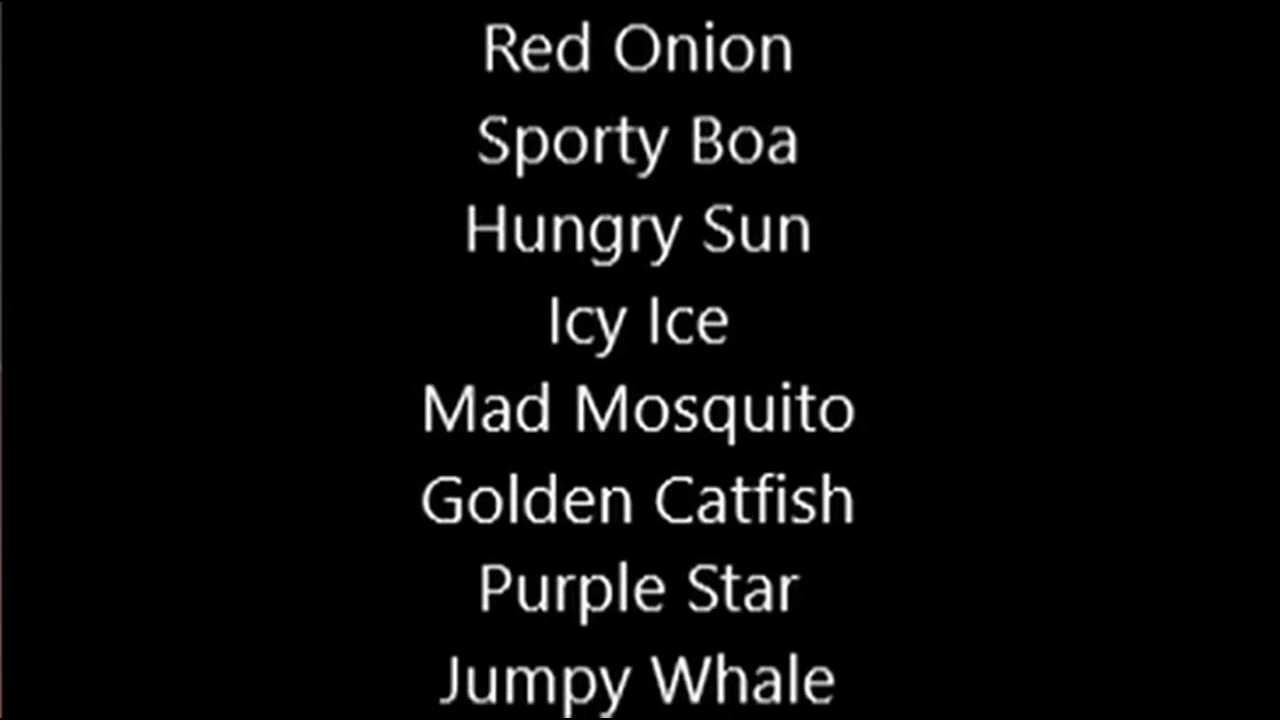 Red Onion
Sporty Boa
Hungry Sun
Icy Ice
Mad Mosquito
Golden Catfish
Purple Star
Jumpy Whale